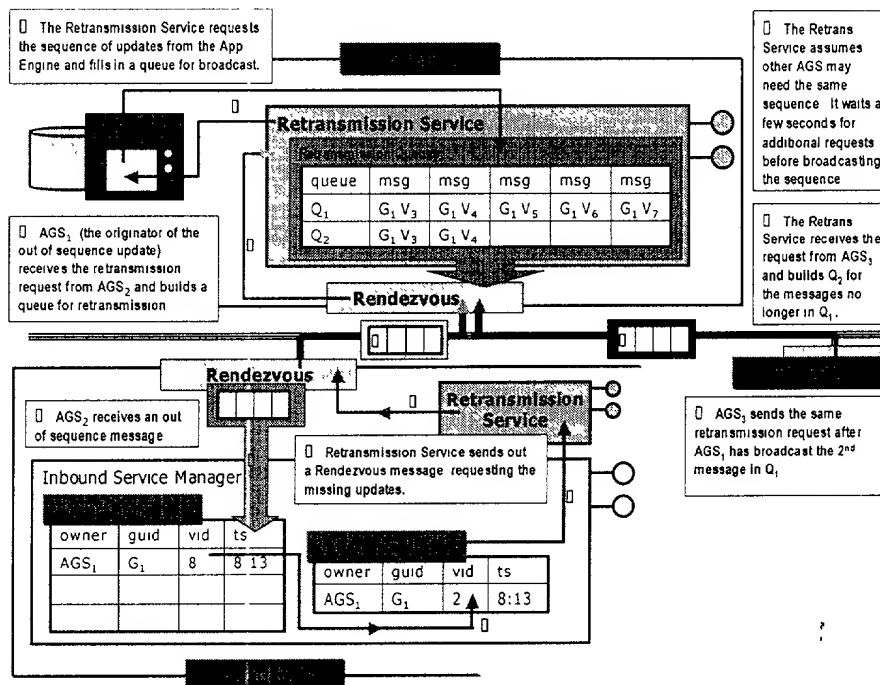 The Retransmission Service requests
the sequence of updates from the App
Engine and fills in a queue for broadcast.
The Retrans
Service assumes
other AGS may
need the same
sequence It waits a
few seconds for
additional requests
before broadcasting
the sequence
Retransmission Service
queue msg msg msg msg msg
Q1 G1 V3 G1 V4 G1 V5 G1 V6 G1 V7
Q2 G1 V3 G1 V4
AGS1 (the originator of the
out of sequence update)
receives the retransmission
request from AGS2 and builds a
queue for retransmission
The Retrans
Service receives the
request from AGS3
and builds Q2 for
the messages no
longer in Q1.
Rendezvous
Rendezvous
AGS2 receives an out
of sequence message
Retransmission
Service
Retransmission Service sends out
a Rendezvous message requesting the
missing updates.
AGS3 sends the same
retransmission request after
AGS1 has broadcast the 2nd
message in Q1
Inbound Service Manager
owner guid vid ts
AGS1 G1 8 8 13
owner guid vid ts
AGS1 G1 2 8:13